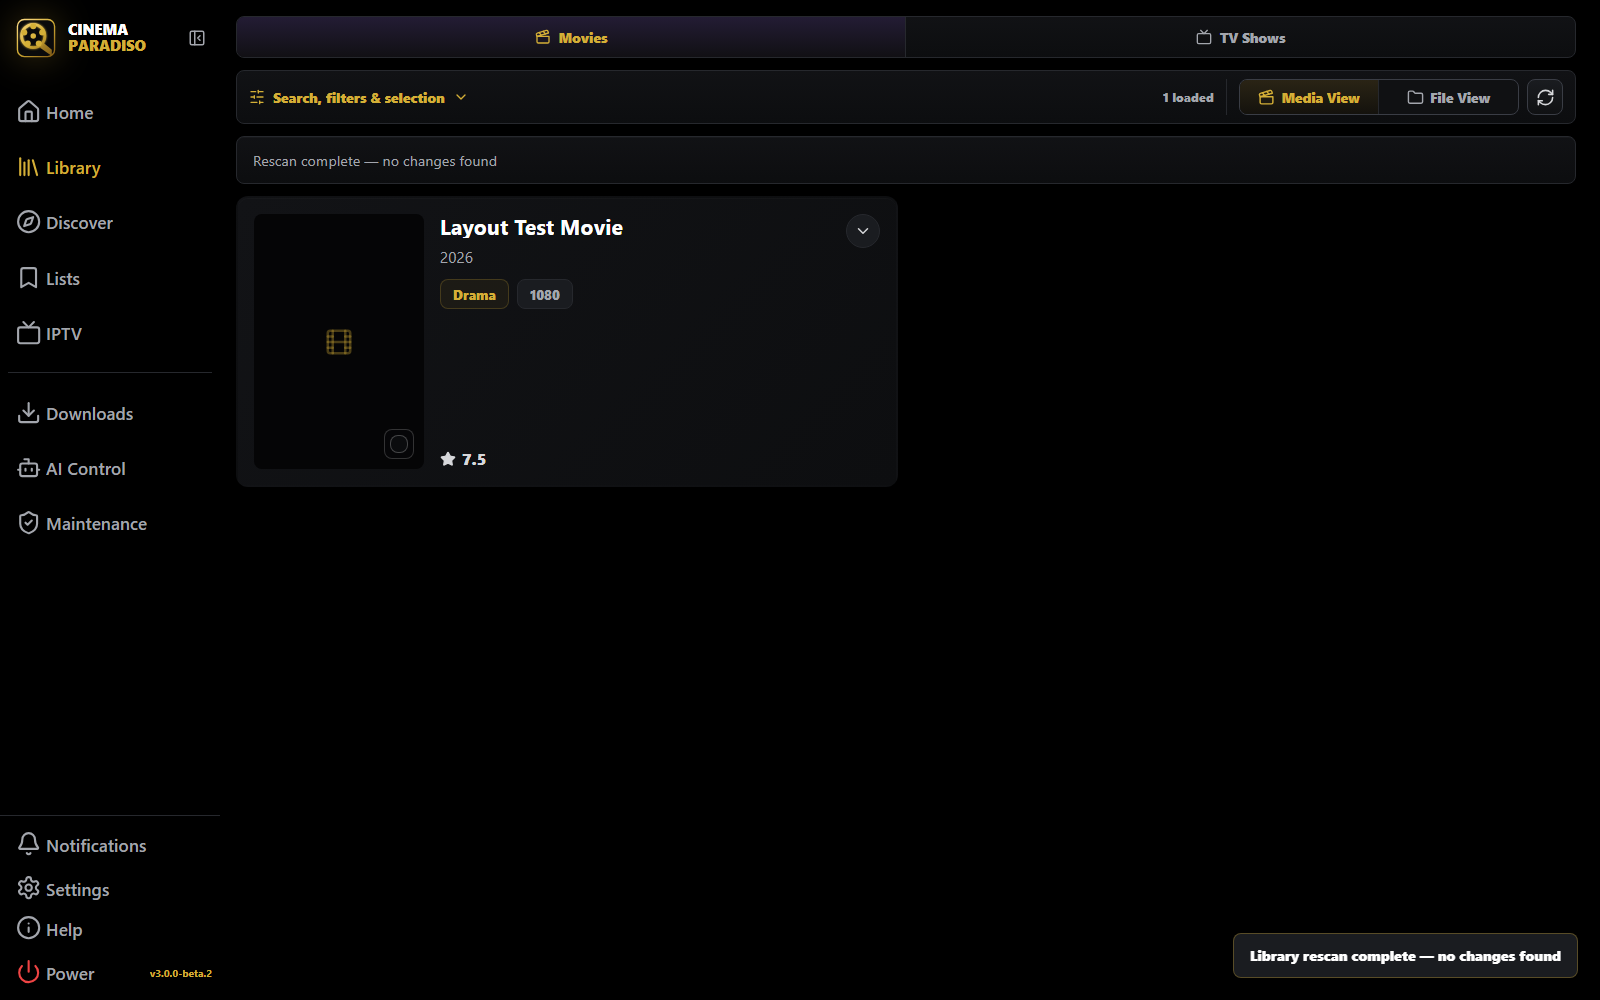 CINEMA
PARADISO
Home
Library
Discover
Lists
IPTV
Downloads
AI Control
Maintenance
Notifications
Settings
Help
Power v3.0.0-beta.2
Movies TV Shows
Search, filters & selection 1 loaded Media View File View
Rescan complete — no changes found
Layout Test Movie
2026
Drama 1080
7.5
Library rescan complete — no changes found